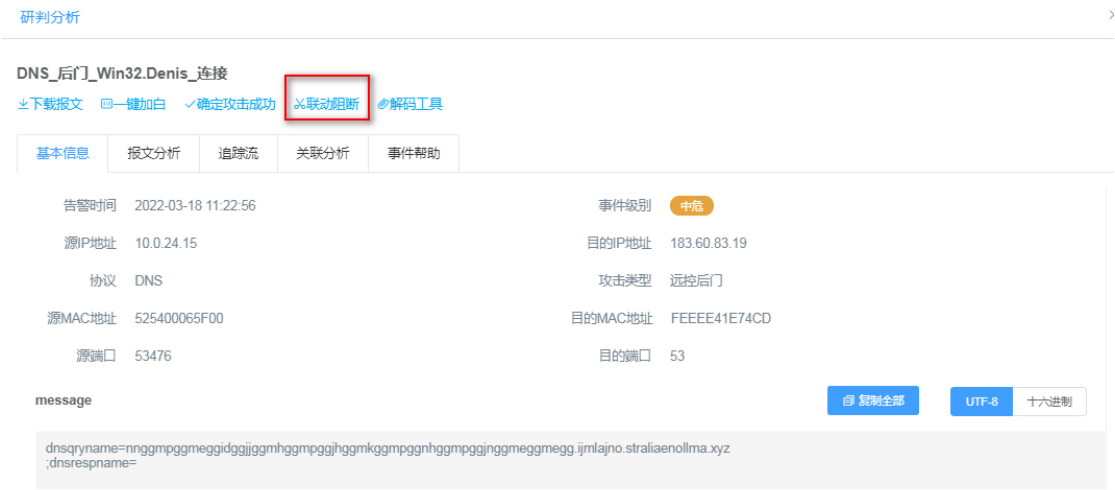 研判分析
DNS_后门_Win32.Denis_连接
下载报文 一键加白 确定攻击成功 联动阻断 解码工具
基本信息 报文分析 追踪流 关联分析 事件帮助
告警时间 2022-03-18 11:22:56 事件级别 中危
源IP地址 10.0.24.15 目的IP地址 183.60.83.19
协议 DNS 攻击类型 远控后门
源MAC地址 525400065F00 目的MAC地址 FEEEE41E74CD
源端口 53476 目的端口 53
message 复制全部 UTF-8 十六进制
dnsqryname=nnggmpggmeggidggjjggmhggmpggjhggmkggmpggnhggmpggjnggmeggmegg.ijmlajno.straliaenollma.xyz
;dnsrespname=